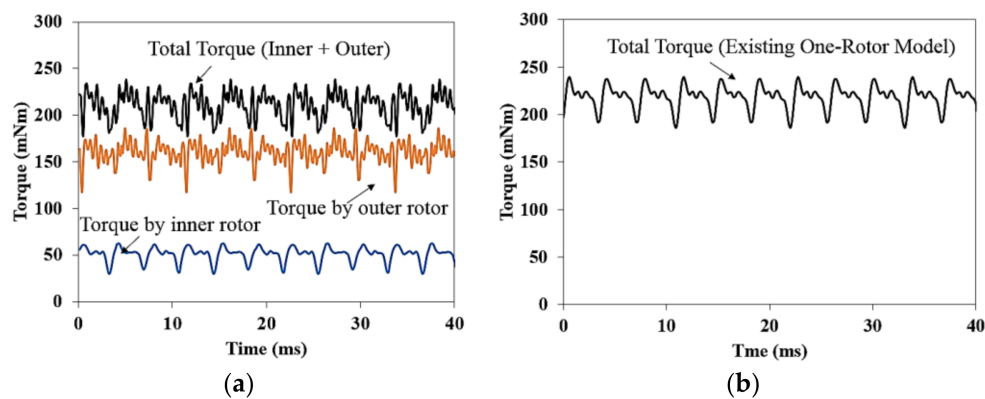 300
250
200
150
100
50
0
Torque (mNm)
Total Torque (Inner + Outer)
Torque by outer rotor
Torque by inner rotor
0 10 20 30 40
Time (ms)
(a)
300
250
200
150
100
50
0
Torque (mNm)
Total Torque (Existing One-Rotor Model)
0 10 20 30 40
Tme (ms)
(b)